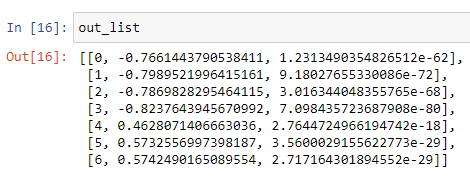 In [16]: out_list
Out[16]: [[0, -0.7661443790538411, 1.2313490354826512e-62],
[1, -0.7989521996415161, 9.18027655330086e-72],
[2, -0.7869828295464115, 3.016344048355765e-68],
[3, -0.8237643945670992, 7.098435723687908e-80],
[4, 0.4628071406663036, 2.7644724966194742e-18],
[5, 0.5732556997398187, 3.5600029155622773e-29],
[6, 0.5742490165089554, 2.717164301894552e-29]]